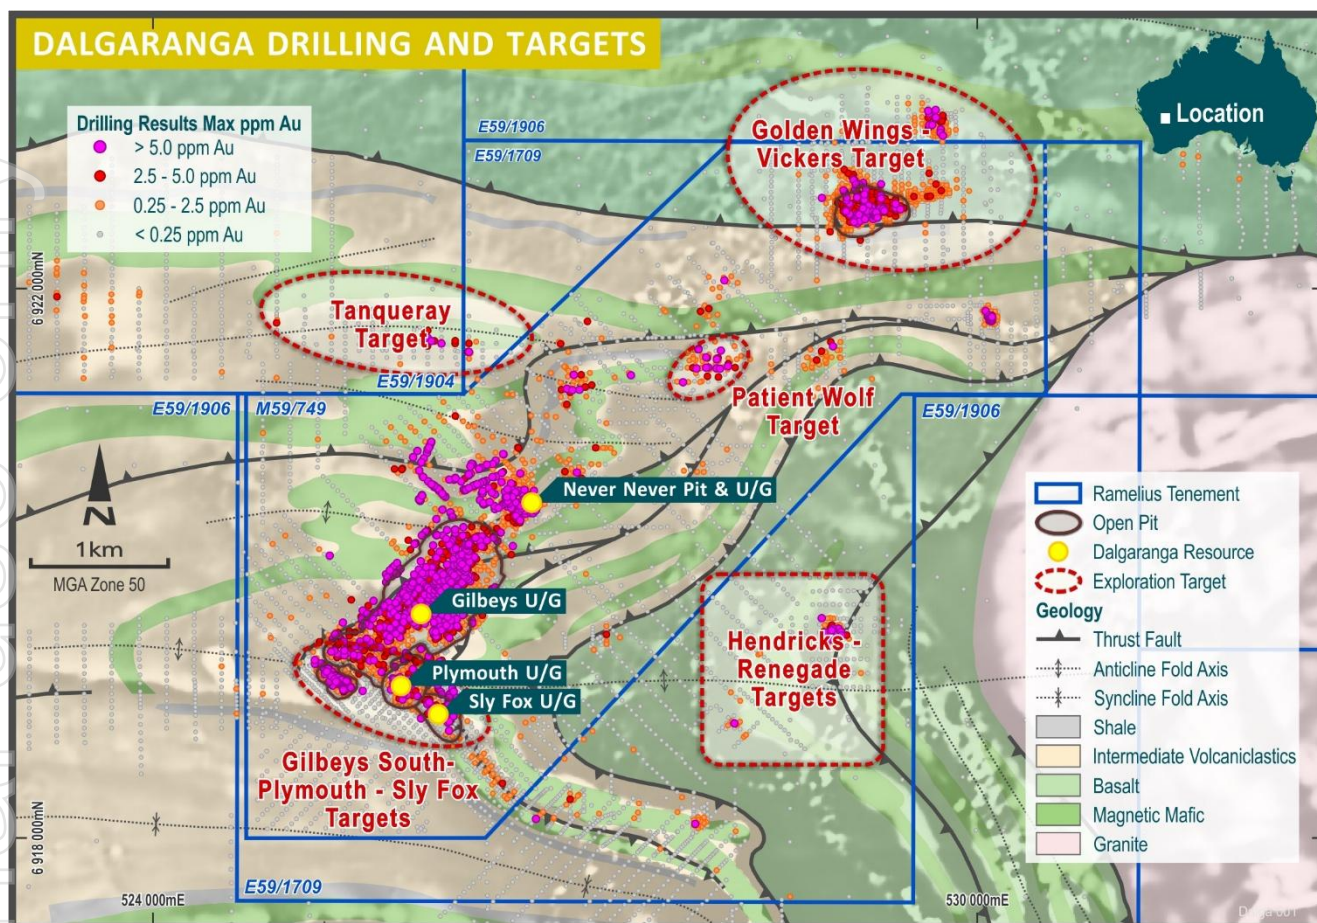 DALGARANGA DRILLING AND TARGETS
Drilling Results Max ppm Au
> 5.0 ppm Au
2.5 - 5.0 ppm Au
0.25 - 2.5 ppm Au
< 0.25 ppm Au
E59/1906
E59/1709
Golden Wings -
Vickers Target
Location
6 922 000mN
Tanqueray
Target
E59/1904
Patient Wolf
Target
E59/1906
M59/749
E59/1906
N
1km
MGA Zone 50
Never Never Pit & U/G
Gilbeys U/G
Plymouth U/G
Sly Fox U/G
Hendricks -
Renegade
Targets
Gilbeys South-
Plymouth - Sly Fox
Targets
Ramelius Tenement
Open Pit
Dalgaranga Resource
Exploration Target
Geology
Thrust Fault
Anticline Fold Axis
Syncline Fold Axis
Shale
Intermediate Volcaniclastics
Basalt
Magnetic Mafic
Granite
6 918 000mN
E59/1709
524 000mE
530 000mE